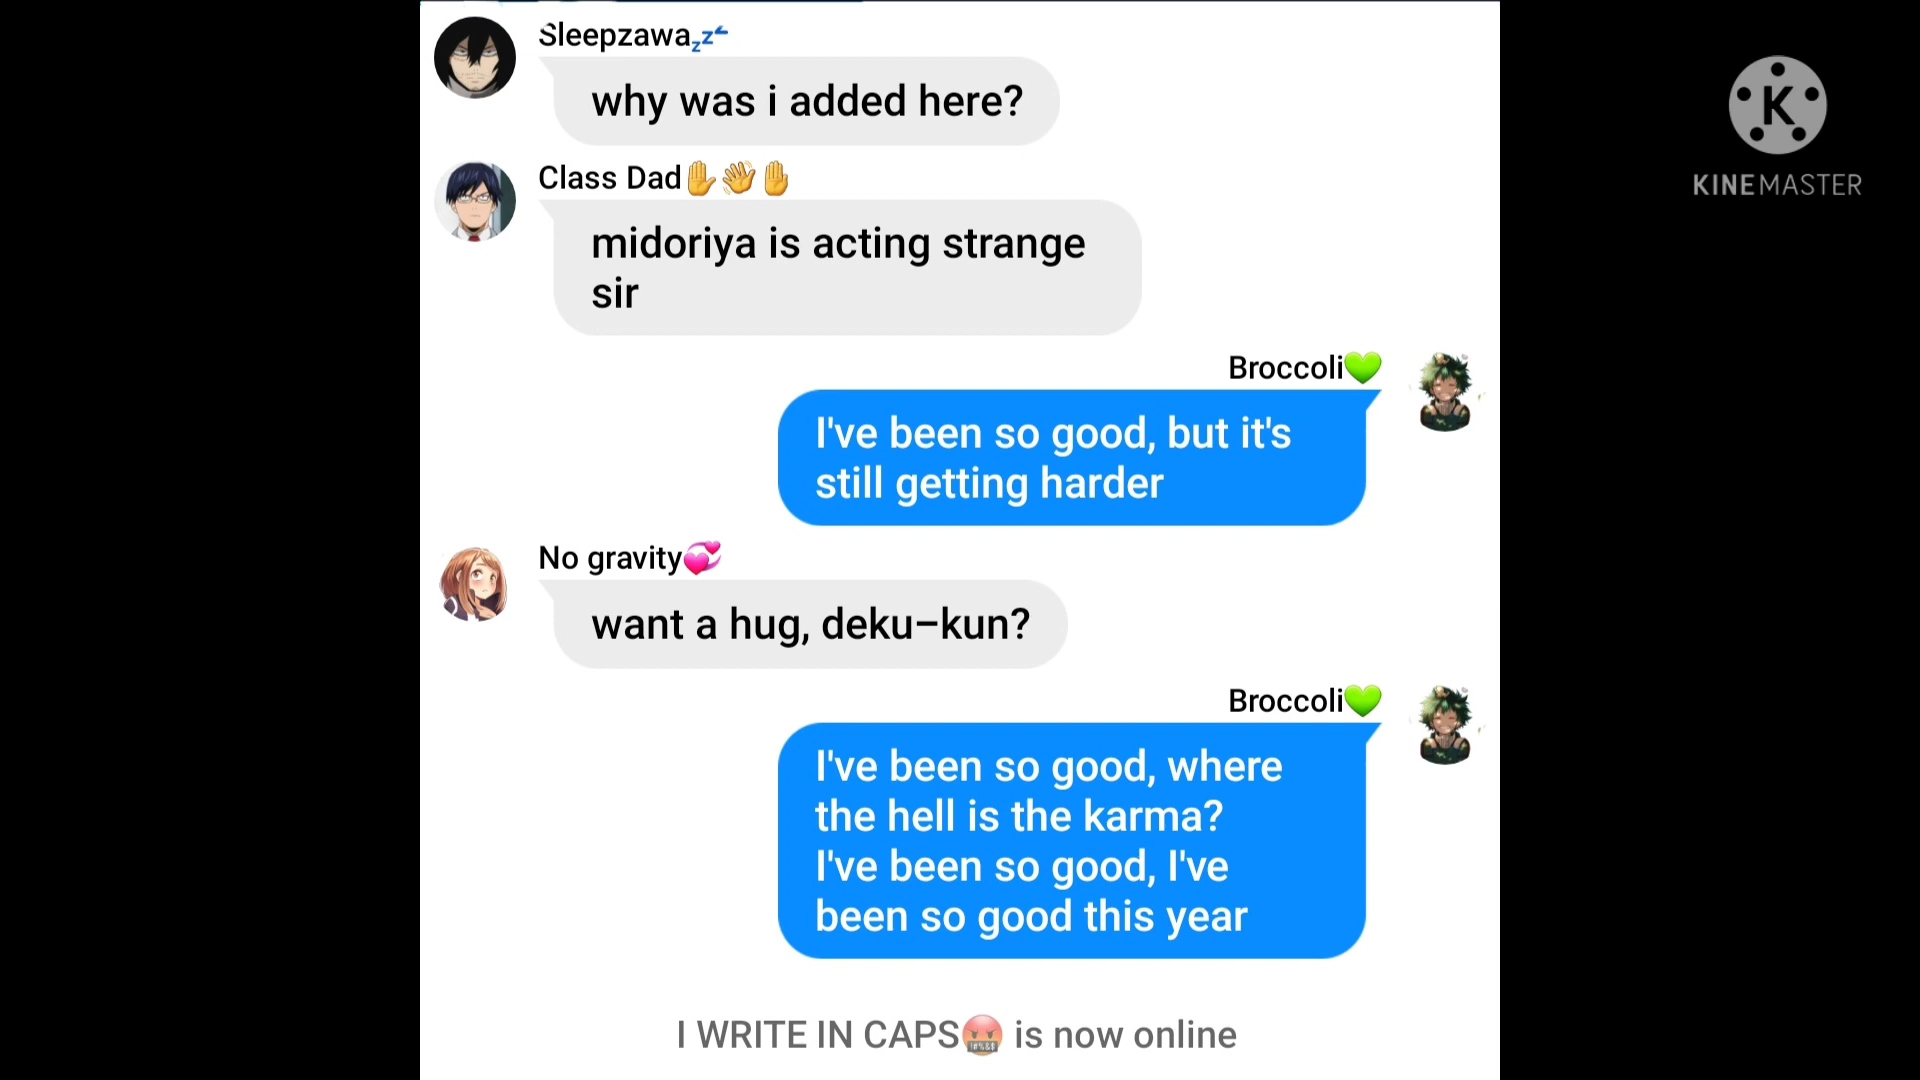 Sleepzawa💤
why was i added here?
K
KINEMASTER
Class Dad✋👋🤚
midoriya is acting strange
sir
Broccoli💚
I've been so good, but it's
still getting harder
No gravity💞
want a hug, deku–kun?
Broccoli💚
I've been so good, where
the hell is the karma?
I've been so good, I've
been so good this year
I WRITE IN CAPS🤬 is now online